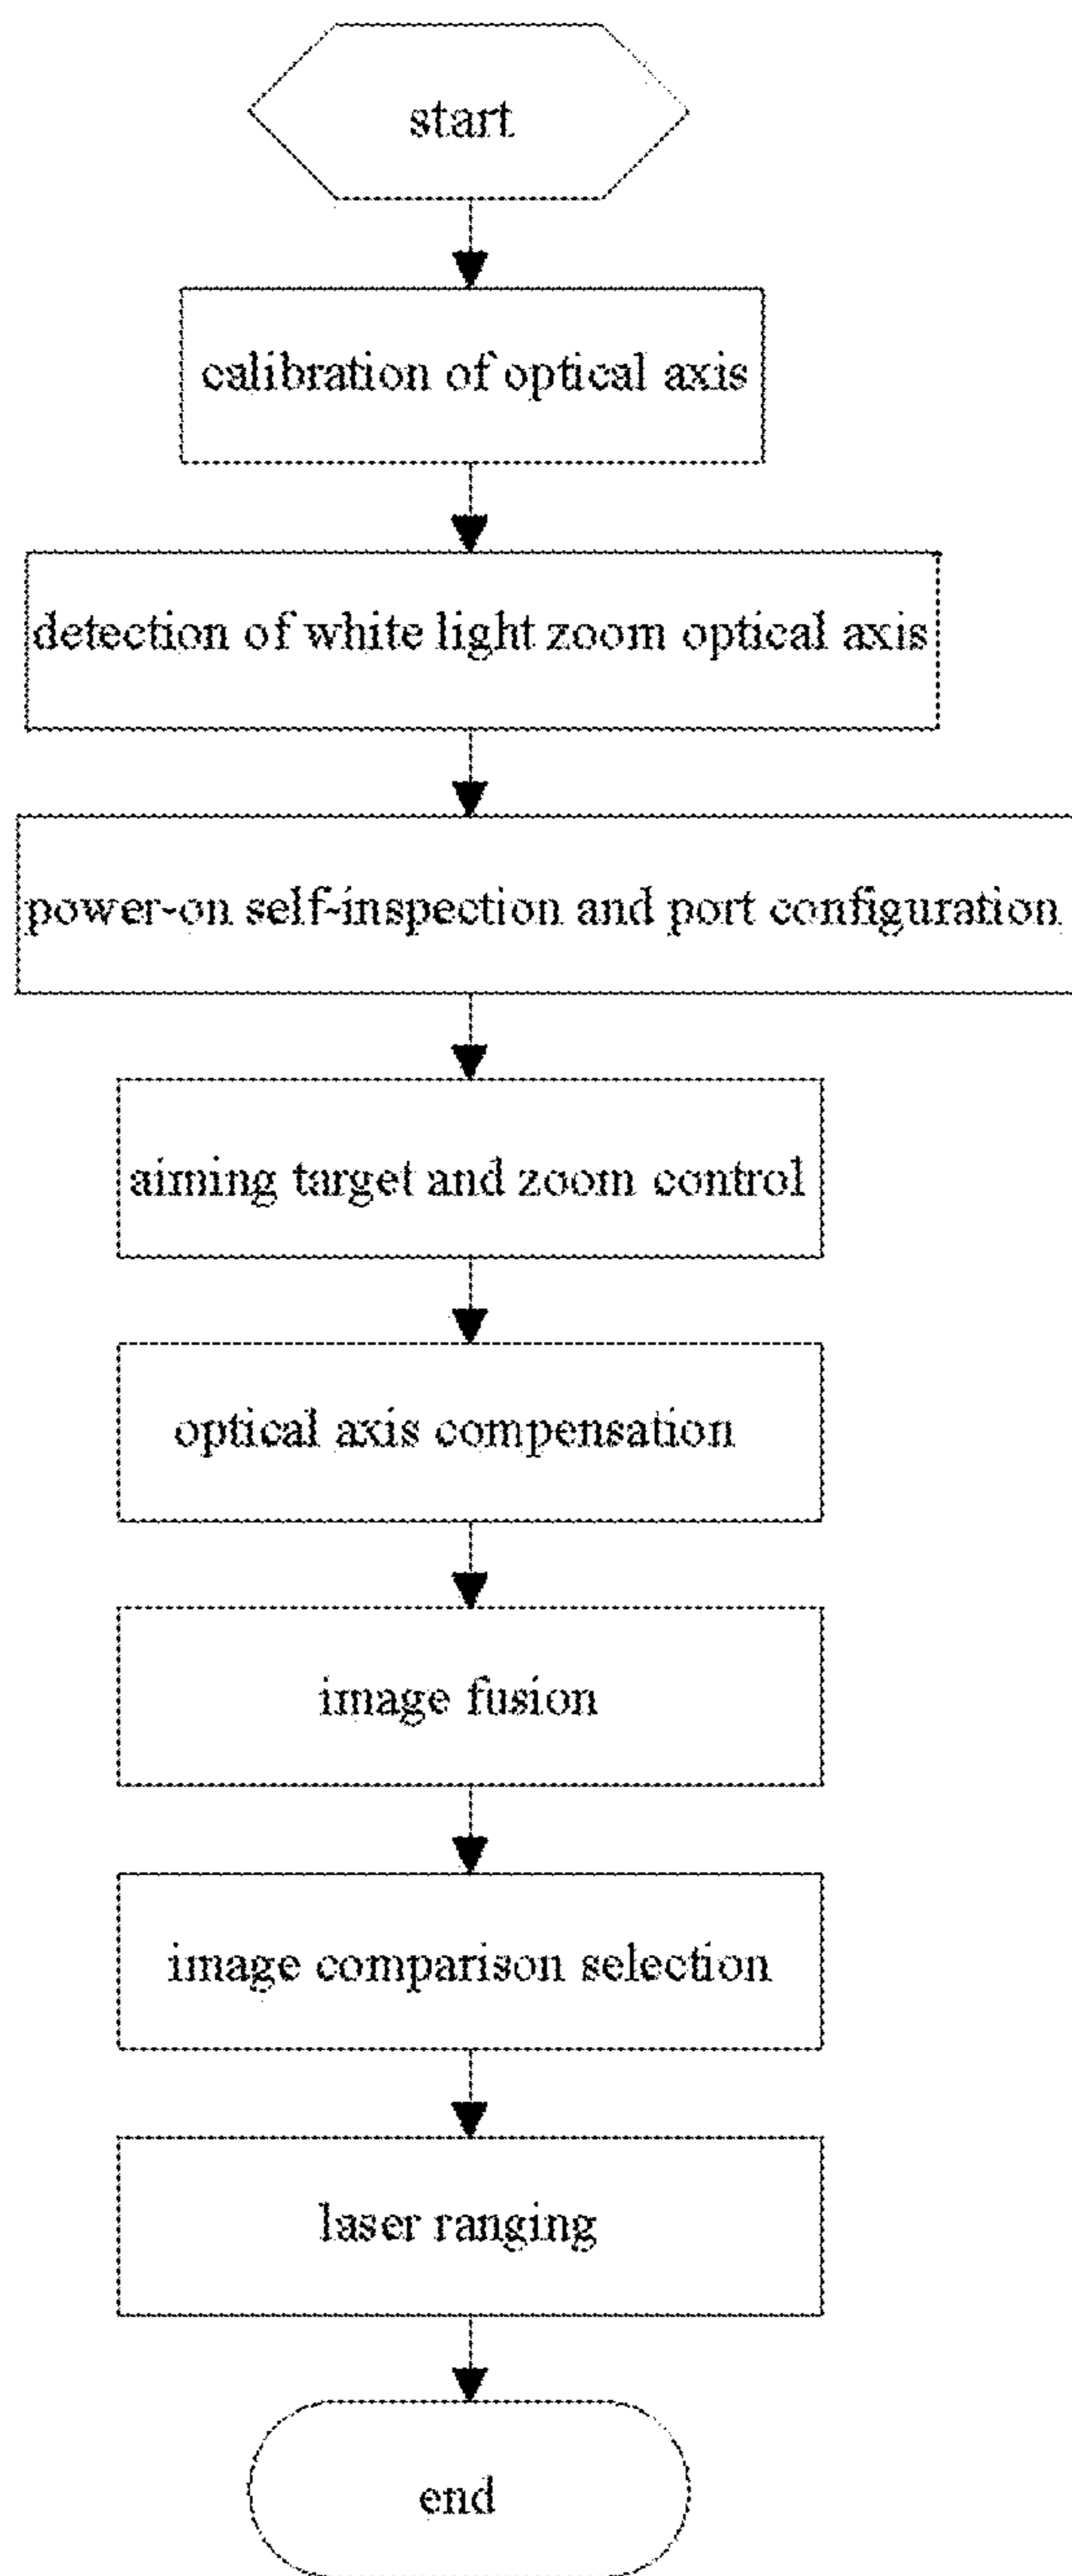 start
calibration of optical axis
detection of white light zoom optical axis
power-on self-inspection and port configuration
aiming target and zoom control
optical axis compensation
image fusion
image comparison selection
laser ranging
end